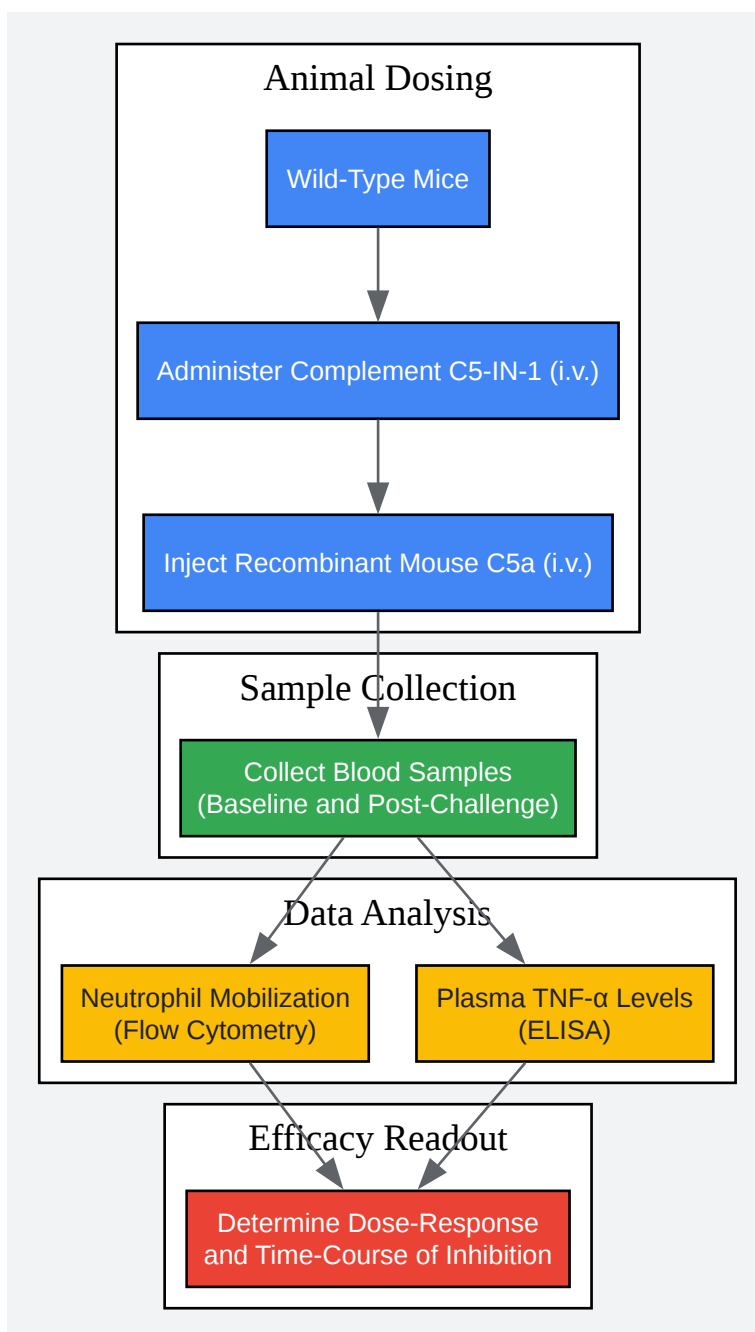 Animal Dosing
Wild-Type Mice
Administer Complement C5-IN-1 (i.v.)
Inject Recombinant Mouse C5a (i.v.)
Sample Collection
Collect Blood Samples
(Baseline and Post-Challenge)
Data Analysis
Neutrophil Mobilization
(Flow Cytometry)
Plasma TNF-α Levels
(ELISA)
Efficacy Readout
Determine Dose-Response
and Time-Course of Inhibition